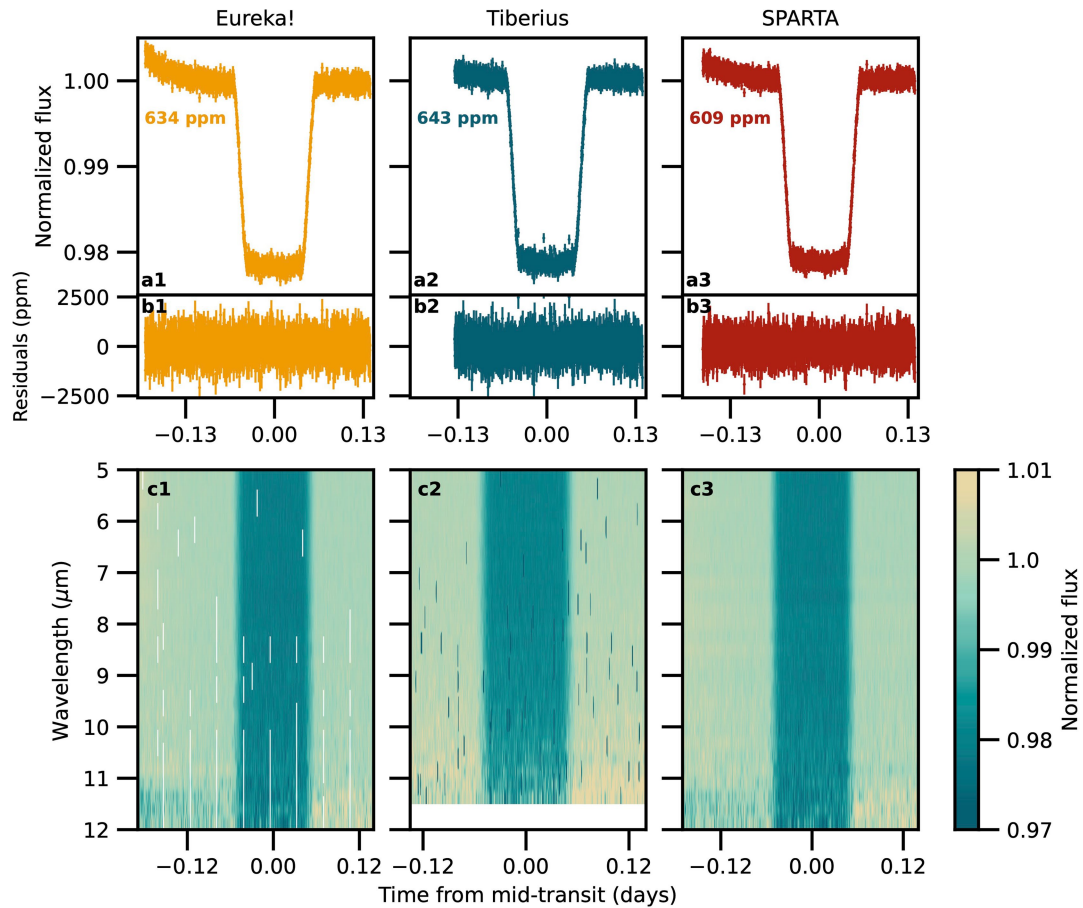 Eureka!
Tiberius
SPARTA
Normalized flux
1.00
0.99
0.98
634 ppm
643 ppm
609 ppm
a1
a2
a3
Residuals (ppm)
2500
0
−2500
b1
b2
b3
−0.13 0.00 0.13
−0.13 0.00 0.13
−0.13 0.00 0.13
Wavelength (μm)
5
6
7
8
9
10
11
12
c1
c2
c3
−0.12 0.00 0.12
−0.12 0.00 0.12
−0.12 0.00 0.12
Time from mid-transit (days)
1.01
1.0
0.99
0.98
0.97
Normalized flux